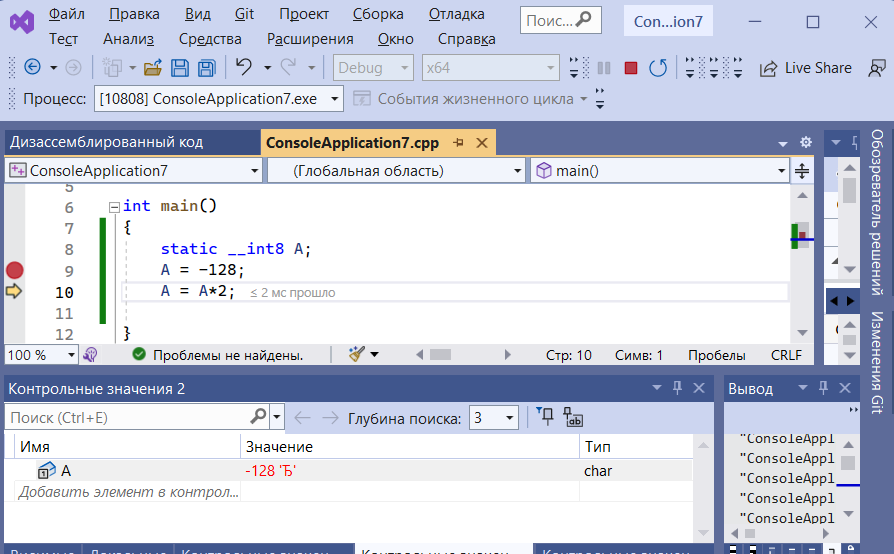 Файл Правка Вид Git Проект Сборка Отладка
Поис... Con...ion7
Тест Анализ Средства Расширения Окно Справка
Debug x64 Live Share
Процесс: [10808] ConsoleApplication7.exe События жизненного цикла
Дизассемблированный код ConsoleApplication7.cpp
ConsoleApplication7 (Глобальная область) main()
5
6 int main()
7 {
8 static __int8 A;
9 A = -128;
10 A = A*2; ≤ 2 мс прошло
11
12 }
100 % Проблемы не найдены. Стр: 10 Симв: 1 Пробелы CRLF
Обозреватель решений
Изменения Git
Контрольные значения 2
Поиск (Ctrl+E) Глубина поиска: 3
Имя Значение Тип
A -128 'Ђ' char
Добавить элемент в контрол...
Вывод
"ConsoleAppl
"ConsoleAppl
"ConsoleAppl
"ConsoleAppl
"ConsoleAppl